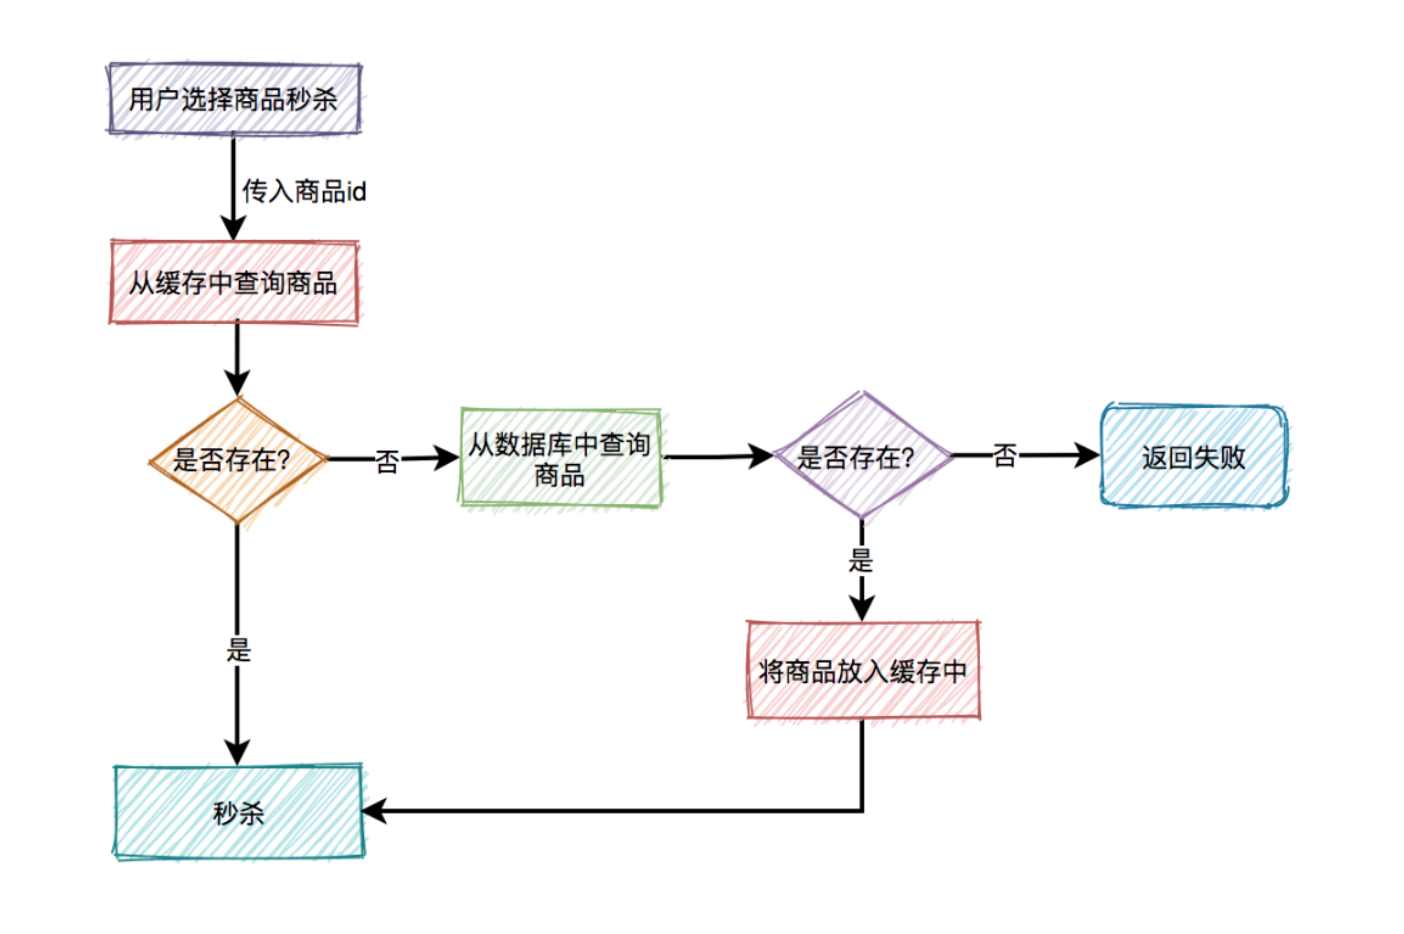 用户选择商品秒杀
传入商品id
从缓存中查询商品
是否存在?
否
从数据库中查询
商品
是否存在?
否
返回失败
是
将商品放入缓存中
是
秒杀